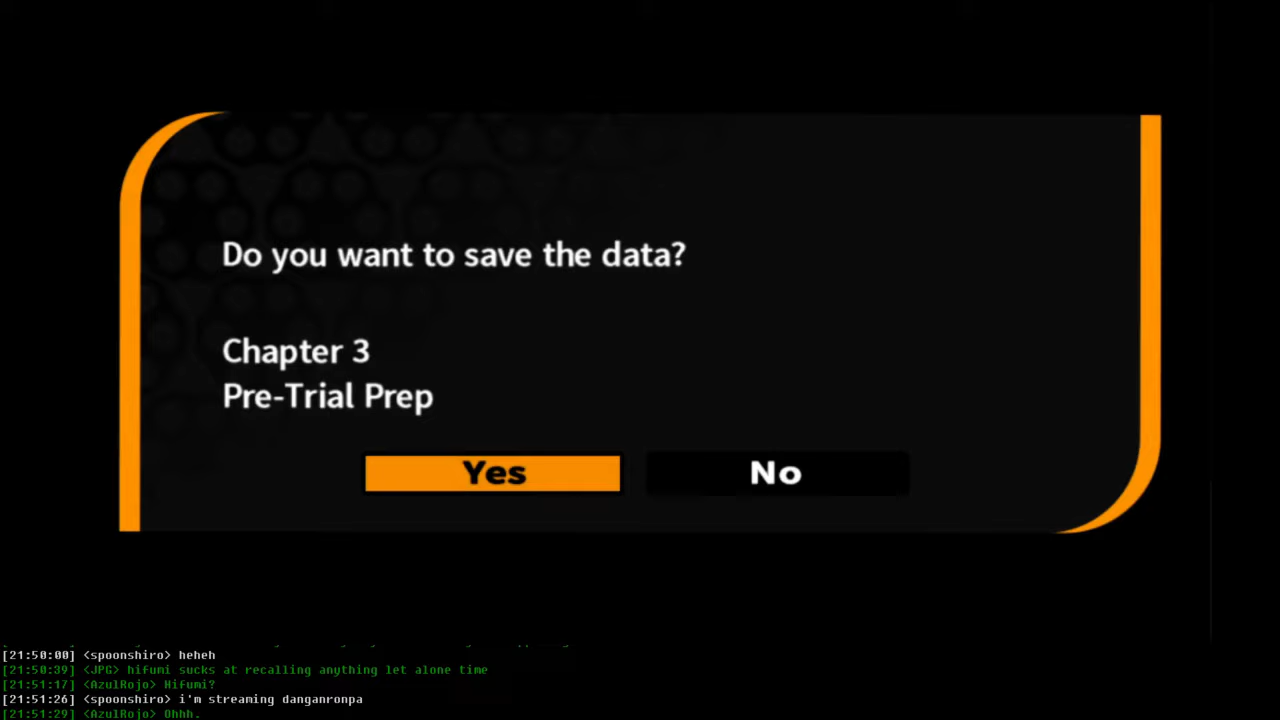 Do you want to save the data?
Chapter 3
Pre-Trial Prep
Yes No
[21:50:00] <spoonshiro> heheh
[21:50:39] <JPG> hifumi sucks at recalling anything let alone time
[21:51:17] <AzulRojo> Hifumi?
[21:51:26] <spoonshiro> i'm streaming danganronpa
[21:51:29] <AzulRojo> Ohhh.